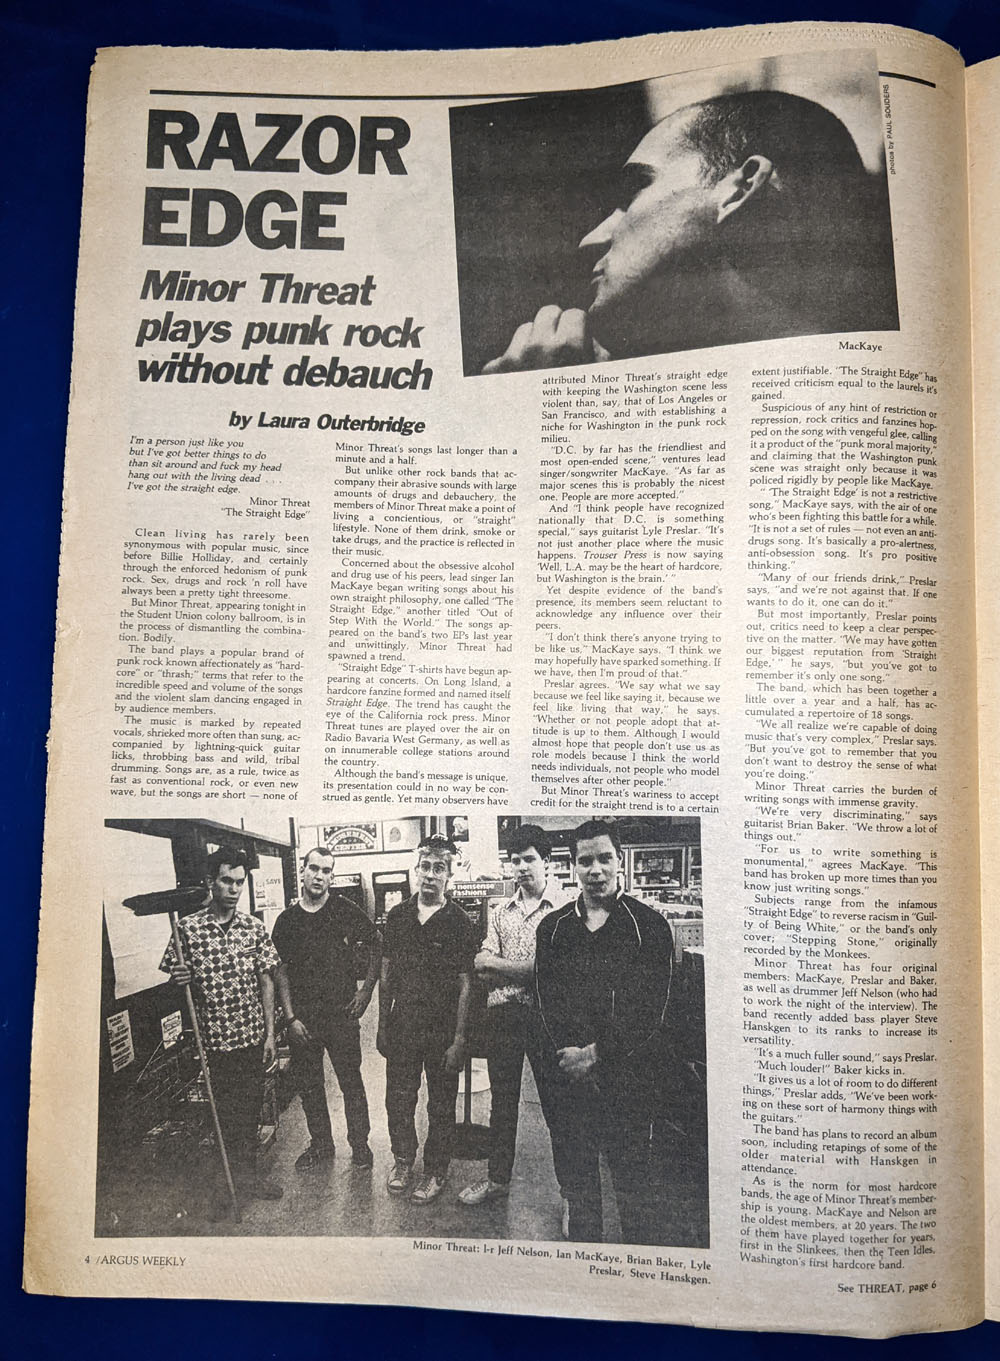 RAZOR
EDGE
Minor Threat
plays punk rock
without debauch
by Laura Outerbridge
photos by PAUL SOUDERS
MacKaye
I'm a person just like you
but I've got better things to do
than sit around and fuck my head
hang out with the living dead . . .
I've got the straight edge.
Minor Threat
"The Straight Edge"
Clean living has rarely been
synonymous with popular music, since
before Billie Holliday, and certainly
through the enforced hedonism of punk
rock. Sex, drugs and rock 'n roll have
always been a pretty tight threesome.
But Minor Threat, appearing tonight in
the Student Union colony ballroom, is in
the process of dismantling the combina-
tion. Bodily.
The band plays a popular brand of
punk rock known affectionately as "hard-
core" or "thrash;" terms that refer to the
incredible speed and volume of the songs
and the violent slam dancing engaged in
by audience members.
The music is marked by repeated
vocals, shrieked more often than sung, ac-
companied by lightning-quick guitar
licks, throbbing bass and wild, tribal
drumming. Songs are, as a rule, twice as
fast as conventional rock, or even new
wave, but the songs are short — none of
Minor Threat's songs last longer than a
minute and a half.
But unlike other rock bands that ac-
company their abrasive sounds with large
amounts of drugs and debauchery, the
members of Minor Threat make a point of
living a concientious, or "straight"
lifestyle. None of them drink, smoke or
take drugs, and the practice is reflected in
their music.
Concerned about the obsessive alcohol
and drug use of his peers, lead singer Ian
MacKaye began writing songs about his
own straight philosophy, one called "The
Straight Edge," another titled "Out of
Step With the World." The songs ap-
peared on the band's two EPs last year
and unwittingly, Minor Threat had
spawned a trend.
"Straight Edge" T-shirts have begun ap-
pearing at concerts. On Long Island, a
hardcore fanzine formed and named itself
Straight Edge. The trend has caught the
eye of the California rock press. Minor
Threat tunes are played over the air on
Radio Bavaria West Germany, as well as
on innumerable college stations around
the country.
Although the band's message is unique,
its presentation could in no way be con-
strued as gentle. Yet many observers have
attributed Minor Threat's straight edge
with keeping the Washington scene less
violent than, say, that of Los Angeles or
San Francisco, and with establishing a
niche for Washington in the punk rock
milieu.
"D.C. by far has the friendliest and
most open-ended scene," ventures lead
singer/songwriter MacKaye. "As far as
major scenes this is probably the nicest
one. People are more accepted."
And "I think people have recognized
nationally that D.C. is something
special," says guitarist Lyle Preslar. "It's
not just another place where the music
happens. Trouser Press is now saying
'Well, L.A. may be the heart of hardcore,
but Washington is the brain.' "
Yet despite evidence of the band's
presence, its members seem reluctant to
acknowledge any influence over their
peers.
"I don't think there's anyone trying to
be like us," MacKaye says. "I think we
may hopefully have sparked something. If
we have, then I'm proud of that."
Preslar agrees. "We say what we say
because we feel like saying it, because we
feel like living that way," he says.
"Whether or not people adopt that at-
titude is up to them. Although I would
almost hope that people don't use us as
role models because I think the world
needs individuals, not people who model
themselves after other people."
But Minor Threat's wariness to accept
credit for the straight trend is to a certain
extent justifiable. "The Straight Edge" has
received criticism equal to the laurels it's
gained.
Suspicious of any hint of restriction or
repression, rock critics and fanzines hop-
ped on the song with vengeful glee, calling
it a product of the "punk moral majority,"
and claiming that the Washington punk
scene was straight only because it was
policed rigidly by people like MacKaye.
" 'The Straight Edge' is not a restrictive
song," MacKaye says, with the air of one
who's been fighting this battle for a while.
"It is not a set of rules — not even an anti-
drugs song. It's basically a pro-alertness,
anti-obsession song. It's pro positive
thinking."
"Many of our friends drink," Preslar
says, "and we're not against that. If one
wants to do it, one can do it."
But most importantly, Preslar points
out, critics need to keep a clear perspec-
tive on the matter. "We may have gotten
our biggest reputation from 'Straight
Edge,' " he says, "but you've got to
remember it's only one song."
The band, which has been together a
little over a year and a half, has ac-
cumulated a repertoire of 18 songs.
"We all realize we're capable of doing
music that's very complex," Preslar says.
"But you've got to remember that you
don't want to destroy the sense of what
you're doing."
Minor Threat carries the burden of
writing songs with immense gravity.
"We're very discriminating," says
guitarist Brian Baker. "We throw a lot of
things out."
"For us to write something is
monumental," agrees MacKaye. "This
band has broken up more times than you
know just writing songs."
Subjects range from the infamous
"Straight Edge" to reverse racism in "Guil-
ty of Being White," or the band's only
cover; "Stepping Stone," originally
recorded by the Monkees.
Minor Threat has four original
members: MacKaye, Preslar and Baker,
as well as drummer Jeff Nelson (who had
to work the night of the interview). The
band recently added bass player Steve
Hanskgen to its ranks to increase its
versatility.
"It's a much fuller sound," says Preslar.
"Much louder!" Baker kicks in.
"It gives us a lot of room to do different
things," Preslar adds, "We've been work-
ing on these sort of harmony things with
the guitars."
The band has plans to record an album
soon, including retapings of some of the
older material with Hanskgen in
attendance.
As is the norm for most hardcore
bands, the age of Minor Threat's member-
ship is young. MacKaye and Nelson are
the oldest members, at 20 years. The two
of them have played together for years,
first in the Slinkees, then the Teen Idles,
Washington's first hardcore band.
See THREAT, page 6
SAVE
nonsense
fashions
Minor Threat: l-r Jeff Nelson, Ian MacKaye, Brian Baker, Lyle
Preslar, Steve Hanskgen.
4 /ARGUS WEEKLY